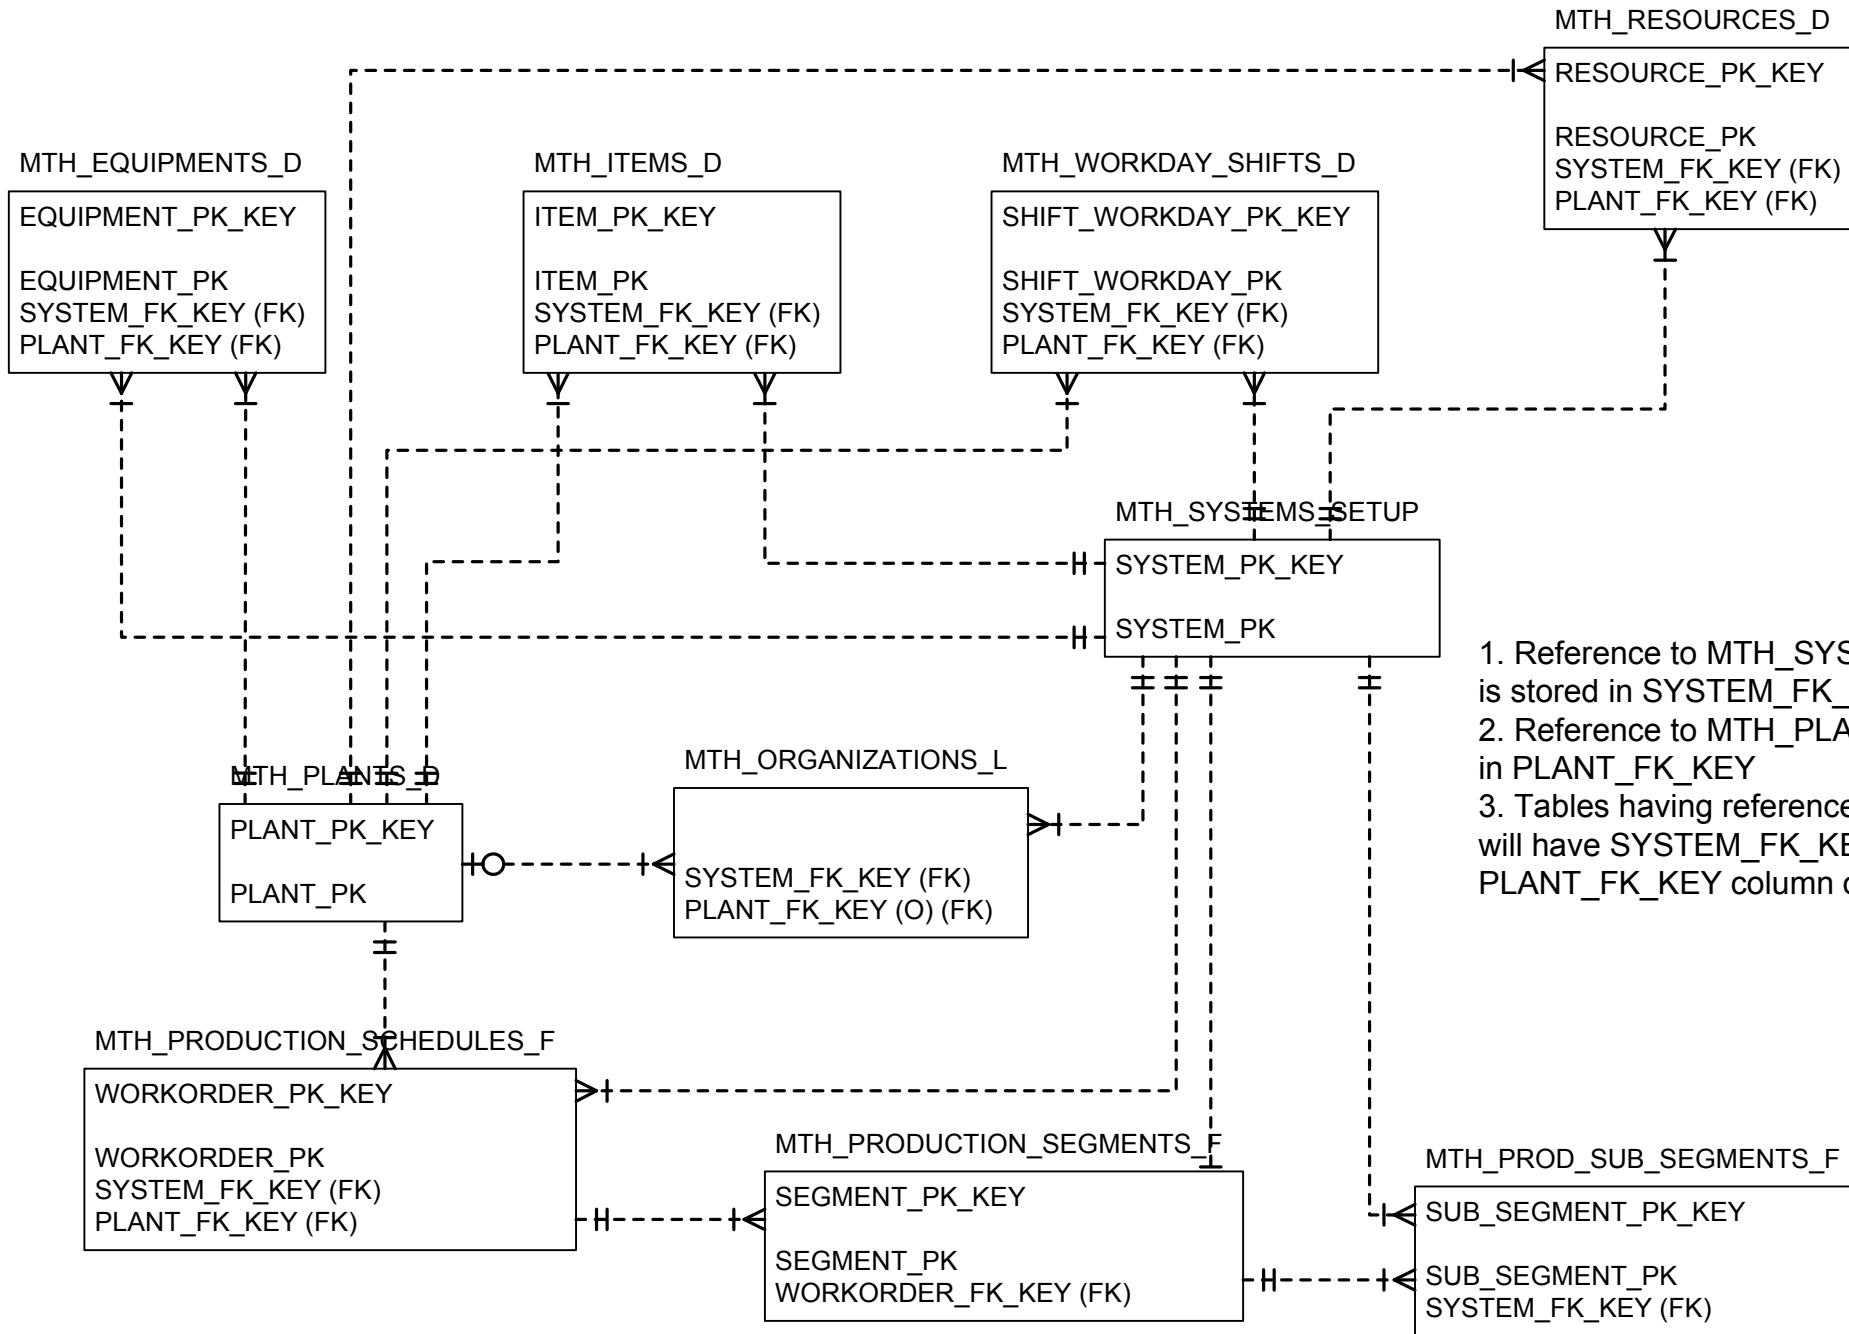 MTH_RESOURCES_D
RESOURCE_PK_KEY
RESOURCE_PK
SYSTEM_FK_KEY (FK)
PLANT_FK_KEY (FK)
MTH_EQUIPMENTS_D
EQUIPMENT_PK_KEY
EQUIPMENT_PK
SYSTEM_FK_KEY (FK)
PLANT_FK_KEY (FK)
MTH_ITEMS_D
ITEM_PK_KEY
ITEM_PK
SYSTEM_FK_KEY (FK)
PLANT_FK_KEY (FK)
MTH_WORKDAY_SHIFTS_D
SHIFT_WORKDAY_PK_KEY
SHIFT_WORKDAY_PK
SYSTEM_FK_KEY (FK)
PLANT_FK_KEY (FK)
MTH_SYSTEMS_SETUP
SYSTEM_PK_KEY
SYSTEM_PK
1. Reference to MTH_SYS
is stored in SYSTEM_FK_
2. Reference to MTH_PLA
in PLANT_FK_KEY
3. Tables having reference
will have SYSTEM_FK_KE
PLANT_FK_KEY column
MTH_PLANTS_D
PLANT_PK_KEY
PLANT_PK
MTH_ORGANIZATIONS_L
SYSTEM_FK_KEY (FK)
PLANT_FK_KEY (O) (FK)
MTH_PRODUCTION_SCHEDULES_F
WORKORDER_PK_KEY
WORKORDER_PK
SYSTEM_FK_KEY (FK)
PLANT_FK_KEY (FK)
MTH_PRODUCTION_SEGMENTS_F
SEGMENT_PK_KEY
SEGMENT_PK
WORKORDER_FK_KEY (FK)
MTH_PROD_SUB_SEGMENTS_F
SUB_SEGMENT_PK_KEY
SUB_SEGMENT_PK
SYSTEM_FK_KEY (FK)